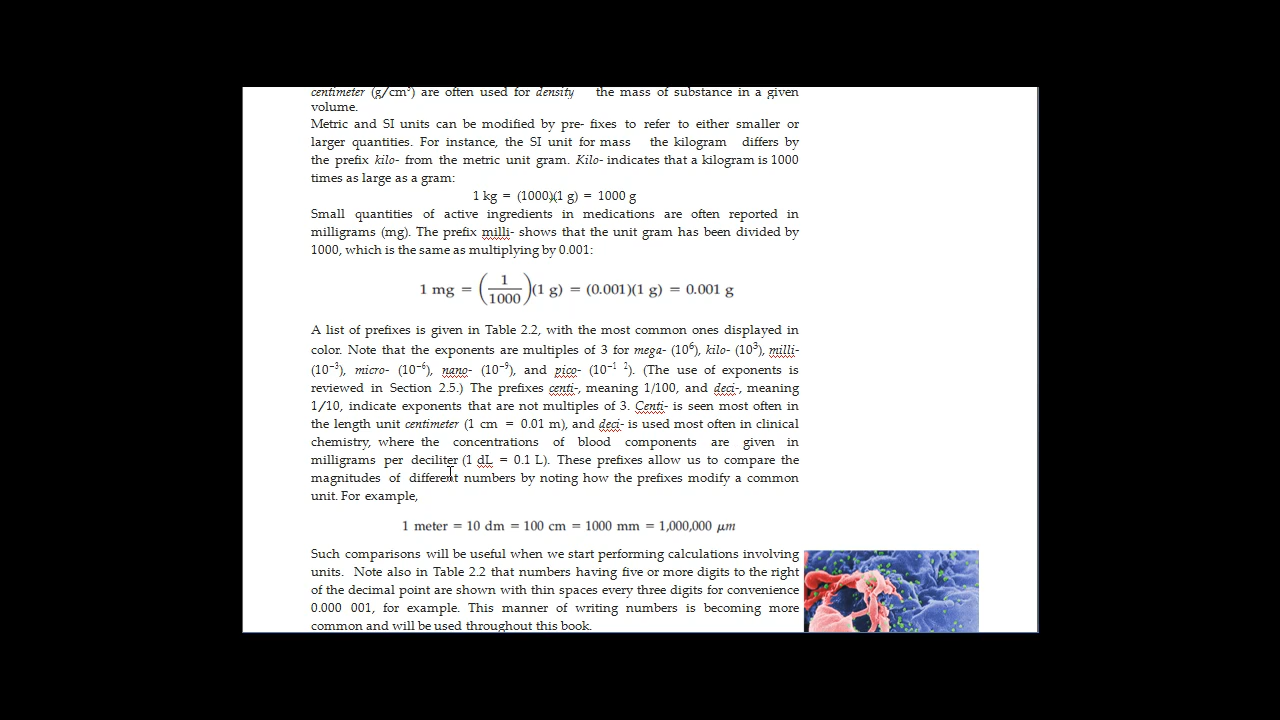 centimeter (g/cm³) are often used for density the mass of substance in a given
volume.
Metric and SI units can be modified by pre- fixes to refer to either smaller or
larger quantities. For instance, the SI unit for mass the kilogram differs by
the prefix kilo- from the metric unit gram. Kilo- indicates that a kilogram is 1000
times as large as a gram:
1 kg = (1000)(1 g) = 1000 g
Small quantities of active ingredients in medications are often reported in
milligrams (mg). The prefix milli- shows that the unit gram has been divided by
1000, which is the same as multiplying by 0.001:
1 mg = (1/1000)(1 g) = (0.001)(1 g) = 0.001 g
A list of prefixes is given in Table 2.2, with the most common ones displayed in
color. Note that the exponents are multiples of 3 for mega- (10⁶), kilo- (10³), milli-
(10⁻³), micro- (10⁻⁶), nano- (10⁻⁹), and pico- (10⁻¹ ²). (The use of exponents is
reviewed in Section 2.5.) The prefixes centi-, meaning 1/100, and deci-, meaning
1/10, indicate exponents that are not multiples of 3. Centi- is seen most often in
the length unit centimeter (1 cm = 0.01 m), and deci- is used most often in clinical
chemistry, where the concentrations of blood components are given in
milligrams per deciliter (1 dL = 0.1 L). These prefixes allow us to compare the
magnitudes of different numbers by noting how the prefixes modify a common
unit. For example,
1 meter = 10 dm = 100 cm = 1000 mm = 1,000,000 μm
Such comparisons will be useful when we start performing calculations involving
units. Note also in Table 2.2 that numbers having five or more digits to the right
of the decimal point are shown with thin spaces every three digits for convenience
0.000 001, for example. This manner of writing numbers is becoming more
common and will be used throughout this book.